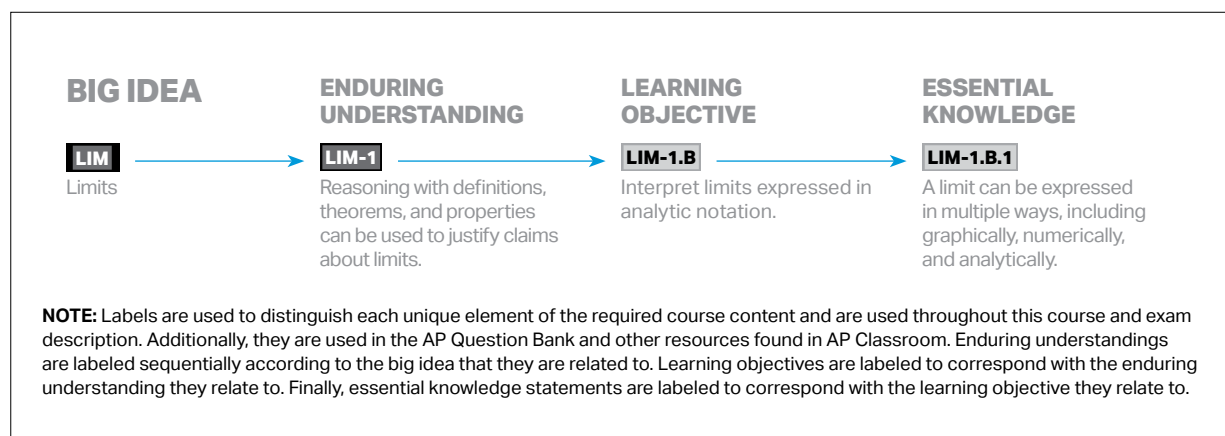 BIG IDEA
LIM
Limits
ENDURING
UNDERSTANDING
LIM-1
Reasoning with definitions,
theorems, and properties
can be used to justify claims
about limits.
LEARNING
OBJECTIVE
LIM-1.B
Interpret limits expressed in
analytic notation.
ESSENTIAL
KNOWLEDGE
LIM-1.B.1
A limit can be expressed
in multiple ways, including
graphically, numerically,
and analytically.
NOTE: Labels are used to distinguish each unique element of the required course content and are used throughout this course and exam
description. Additionally, they are used in the AP Question Bank and other resources found in AP Classroom. Enduring understandings
are labeled sequentially according to the big idea that they are related to. Learning objectives are labeled to correspond with the enduring
understanding they relate to. Finally, essential knowledge statements are labeled to correspond with the learning objective they relate to.